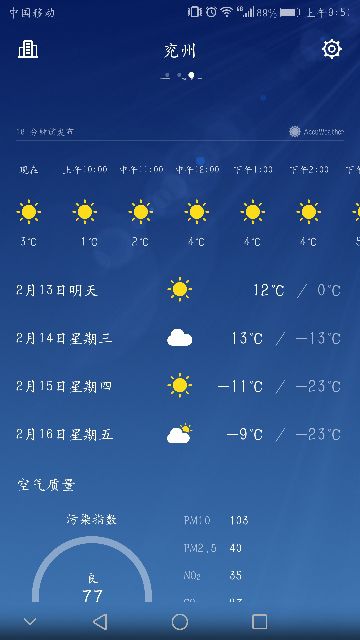 中国移动 89% 上午9:51
兖州
18 分钟前发布 AccuWeather
现在 上午10:00 上午11:00 中午12:00 下午1:00 下午2:00
3℃ 1℃ 2℃ 4℃ 4℃ 4℃
2月13日明天 12℃ / 0℃
2月14日星期三 13℃ / -13℃
2月15日星期四 -11℃ / -23℃
2月16日星期五 -9℃ / -23℃
空气质量
污染指数
PM10 103
PM2.5 40
良
NO₂ 35
77